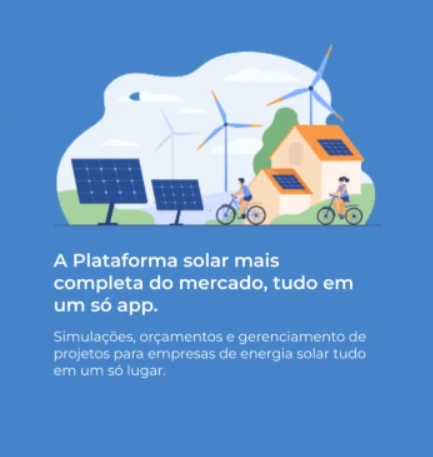 A Plataforma solar mais
completa do mercado, tudo em
um só app.
Simulações, orçamentos e gerenciamento de
projetos para empresas de energia solar tudo
em um só lugar.